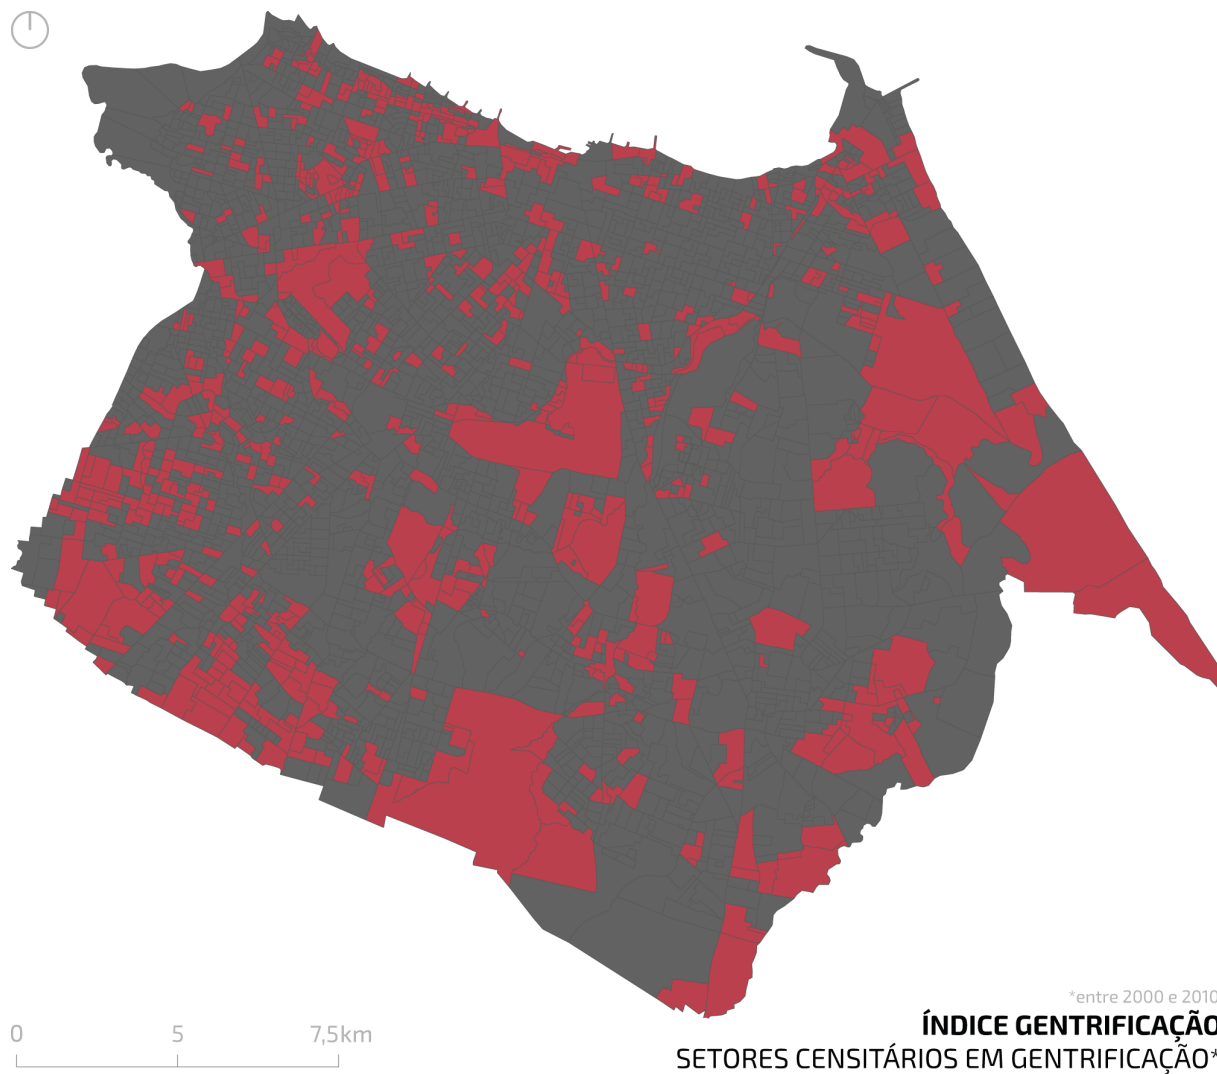 *entre 2000 e 2010
ÍNDICE GENTRIFICAÇÃO
SETORES CENSITÁRIOS EM GENTRIFICAÇÃO*
0 5 7,5km